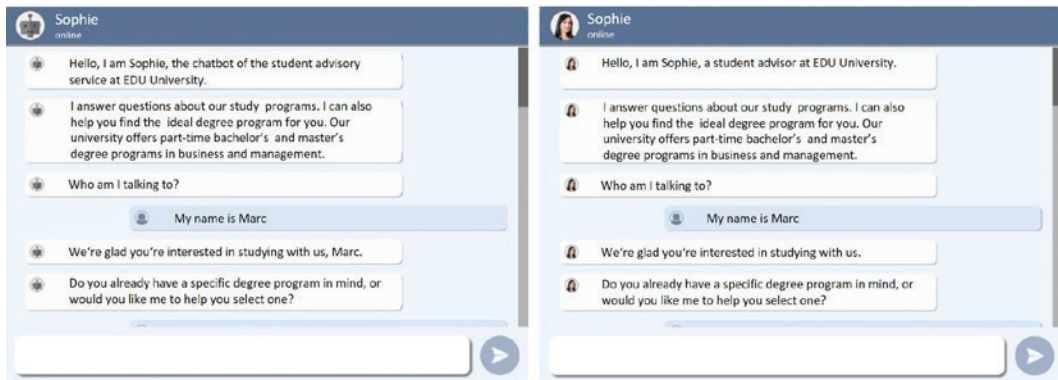 Sophie
online
Hello, I am Sophie, the chatbot of the student advisory
service at EDU University.
I answer questions about our study programs. I can also
help you find the ideal degree program for you. Our
university offers part-time bachelor's and master's
degree programs in business and management.
Who am I talking to?
My name is Marc
We're glad you're interested in studying with us, Marc.
Do you already have a specific degree program in mind, or
would you like me to help you select one?
Sophie
online
Hello, I am Sophie, a student advisor at EDU University.
I answer questions about our study programs. I can also
help you find the ideal degree program for you. Our
university offers part-time bachelor's and master's
degree programs in business and management.
Who am I talking to?
My name is Marc
We're glad you're interested in studying with us.
Do you already have a specific degree program in mind, or
would you like me to help you select one?